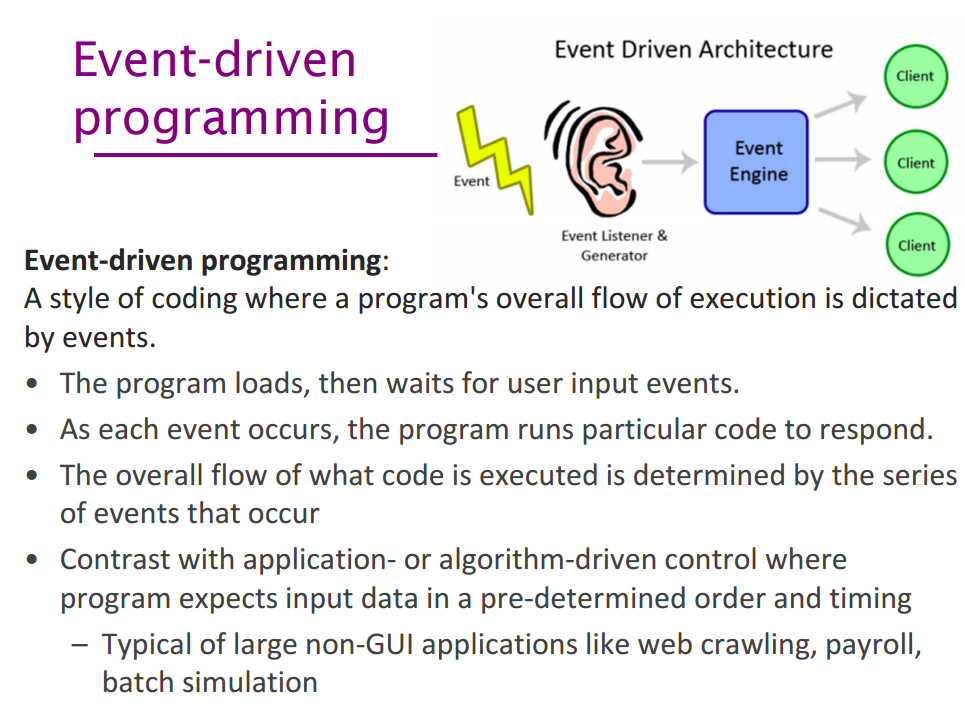 Event-driven
programming
Event Driven Architecture
Event
Event Listener &
Generator
Event
Engine
Client
Client
Client
Event-driven programming:
A style of coding where a program's overall flow of execution is dictated
by events.
• The program loads, then waits for user input events.
• As each event occurs, the program runs particular code to respond.
• The overall flow of what code is executed is determined by the series
of events that occur
• Contrast with application- or algorithm-driven control where
program expects input data in a pre-determined order and timing
– Typical of large non-GUI applications like web crawling, payroll,
batch simulation